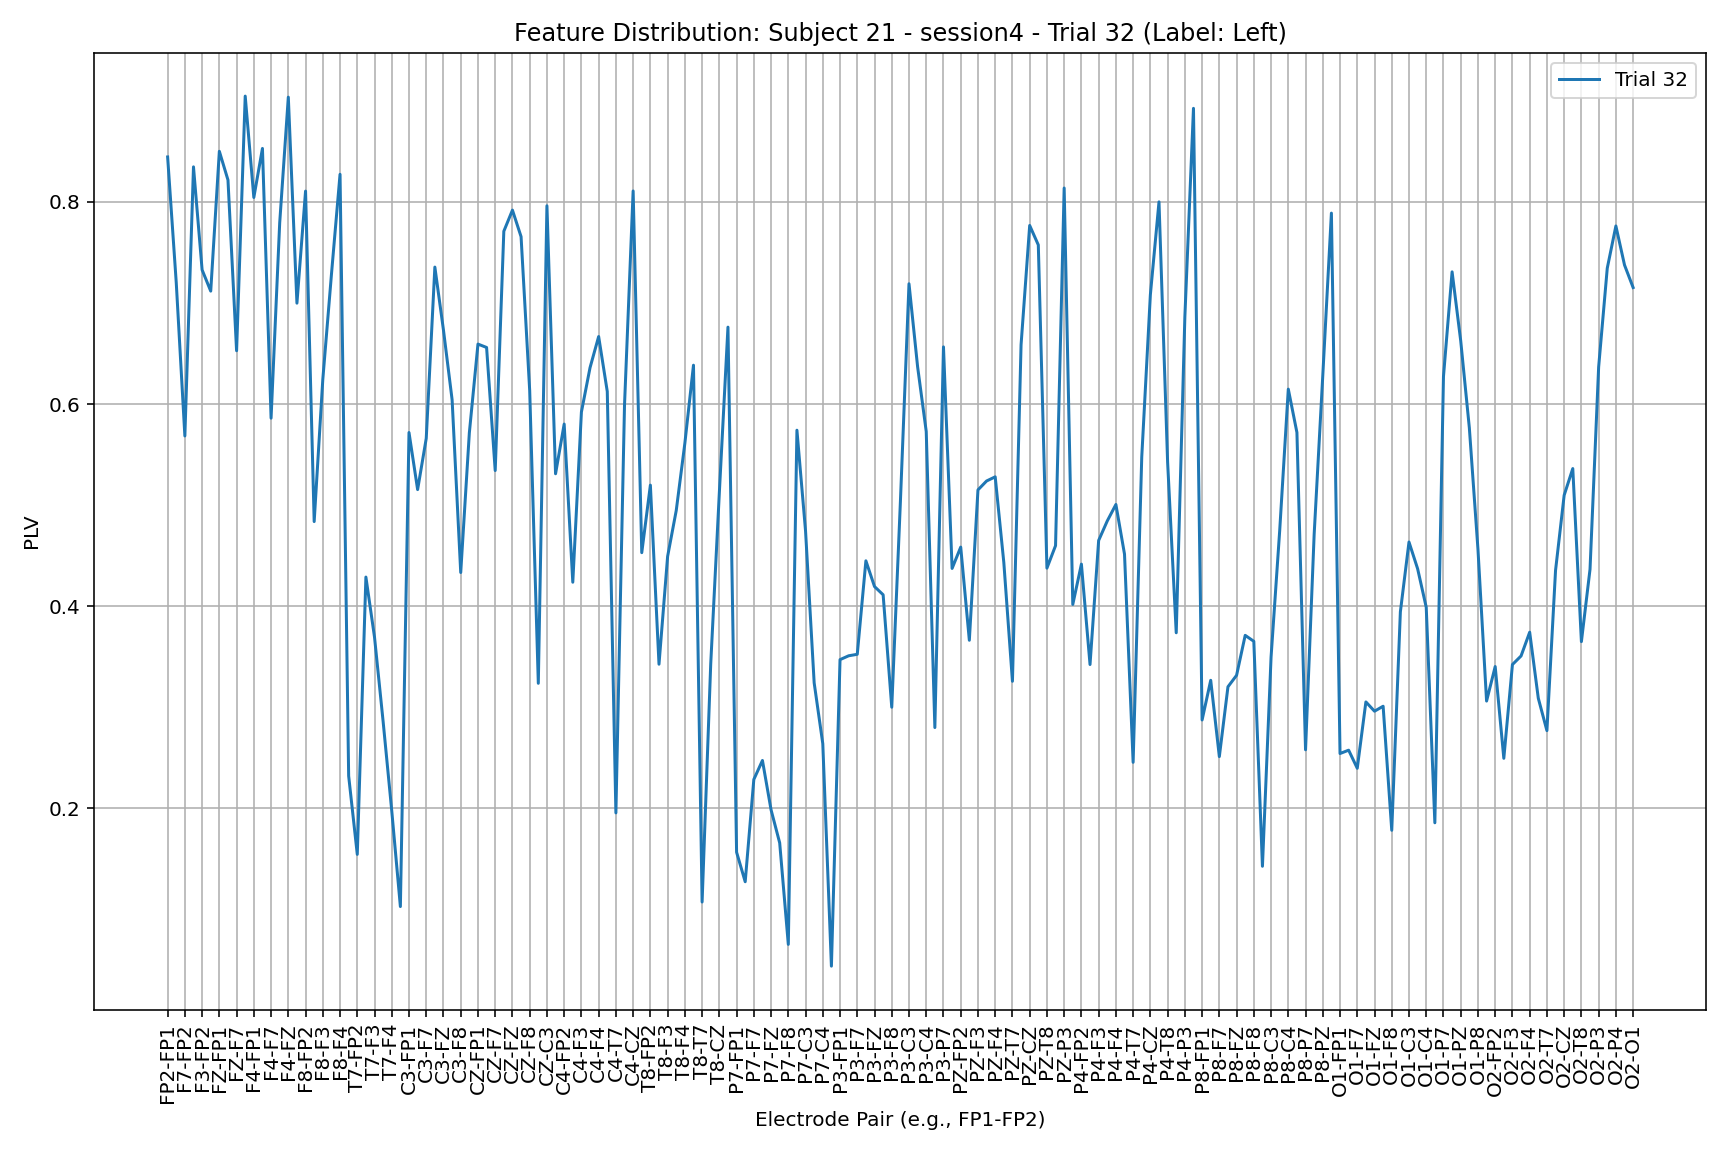 Feature Distribution: Subject 21 - session4 - Trial 32 (Label: Left)
Trial 32
0.8
0.6
0.4
0.2
PLV
FP2-FP1
F7-FP2
F3-FP2
FZ-FP1
FZ-F7
F4-FP1
F4-F7
F4-FZ
F8-FP2
F8-F3
F8-F4
T7-FP2
T7-F3
T7-F4
C3-FP1
C3-F7
C3-FZ
C3-F8
CZ-FP1
CZ-F7
CZ-FZ
CZ-F8
CZ-C3
C4-FP2
C4-F3
C4-F4
C4-T7
C4-CZ
T8-FP2
T8-F3
T8-F4
T8-T7
T8-CZ
P7-FP1
P7-F7
P7-FZ
P7-F8
P7-C3
P7-C4
P3-FP1
P3-F7
P3-FZ
P3-F8
P3-C3
P3-C4
P3-P7
PZ-FP2
PZ-F3
PZ-F4
PZ-T7
PZ-CZ
PZ-T8
PZ-P3
P4-FP2
P4-F3
P4-F4
P4-T7
P4-CZ
P4-T8
P4-P3
P8-FP1
P8-F7
P8-FZ
P8-F8
P8-C3
P8-C4
P8-P7
P8-PZ
O1-FP1
O1-F7
O1-FZ
O1-F8
O1-C3
O1-C4
O1-P7
O1-PZ
O1-P8
O2-FP2
O2-F3
O2-F4
O2-T7
O2-CZ
O2-T8
O2-P3
O2-P4
O2-O1
Electrode Pair (e.g., FP1-FP2)